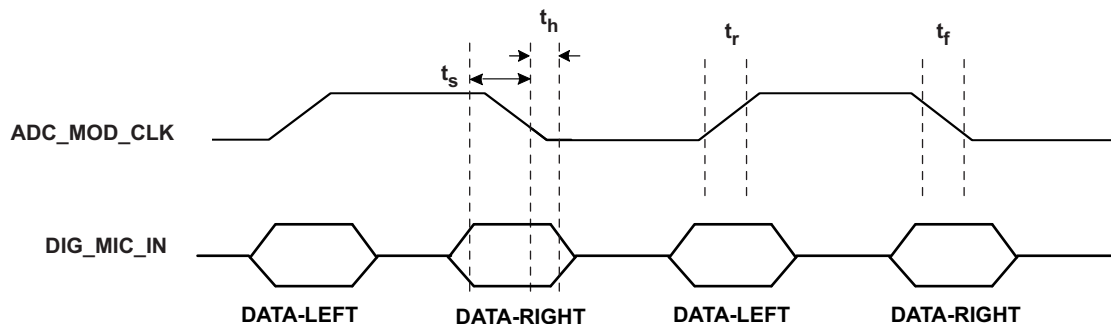 t_h
t_r
t_f
t_s
ADC_MOD_CLK
DIG_MIC_IN
DATA-LEFT DATA-RIGHT DATA-LEFT DATA-RIGHT